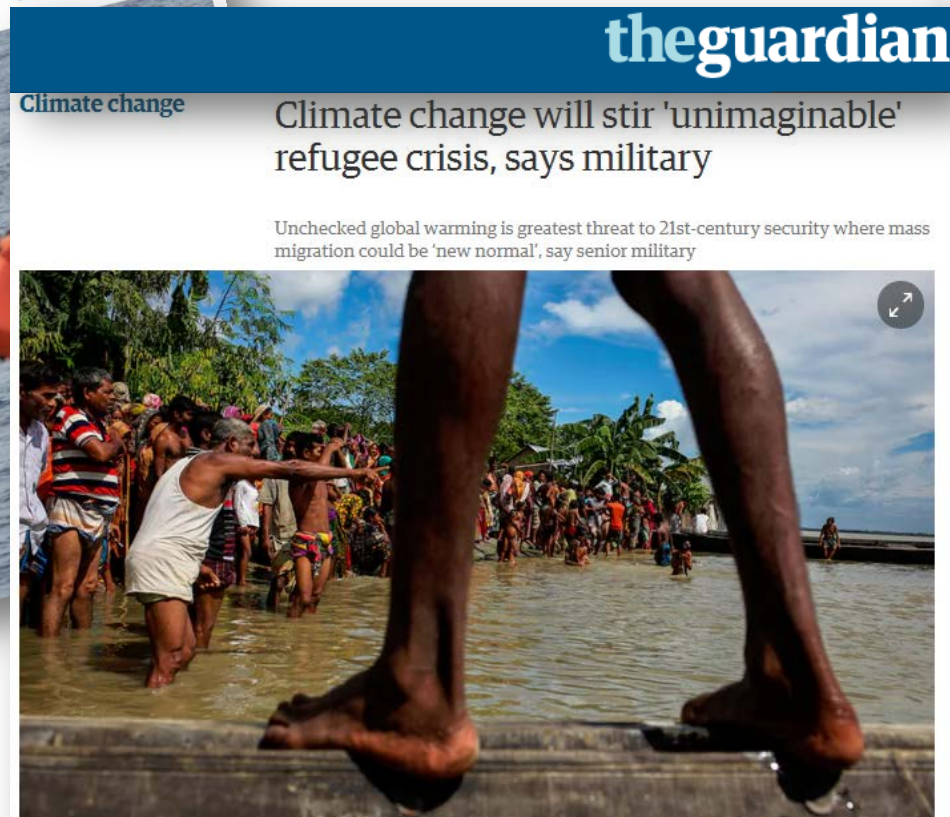 theguardian
Climate change
Climate change will stir 'unimaginable'
refugee crisis, says military
Unchecked global warming is greatest threat to 21st-century security where mass
migration could be ‘new normal’, say senior military